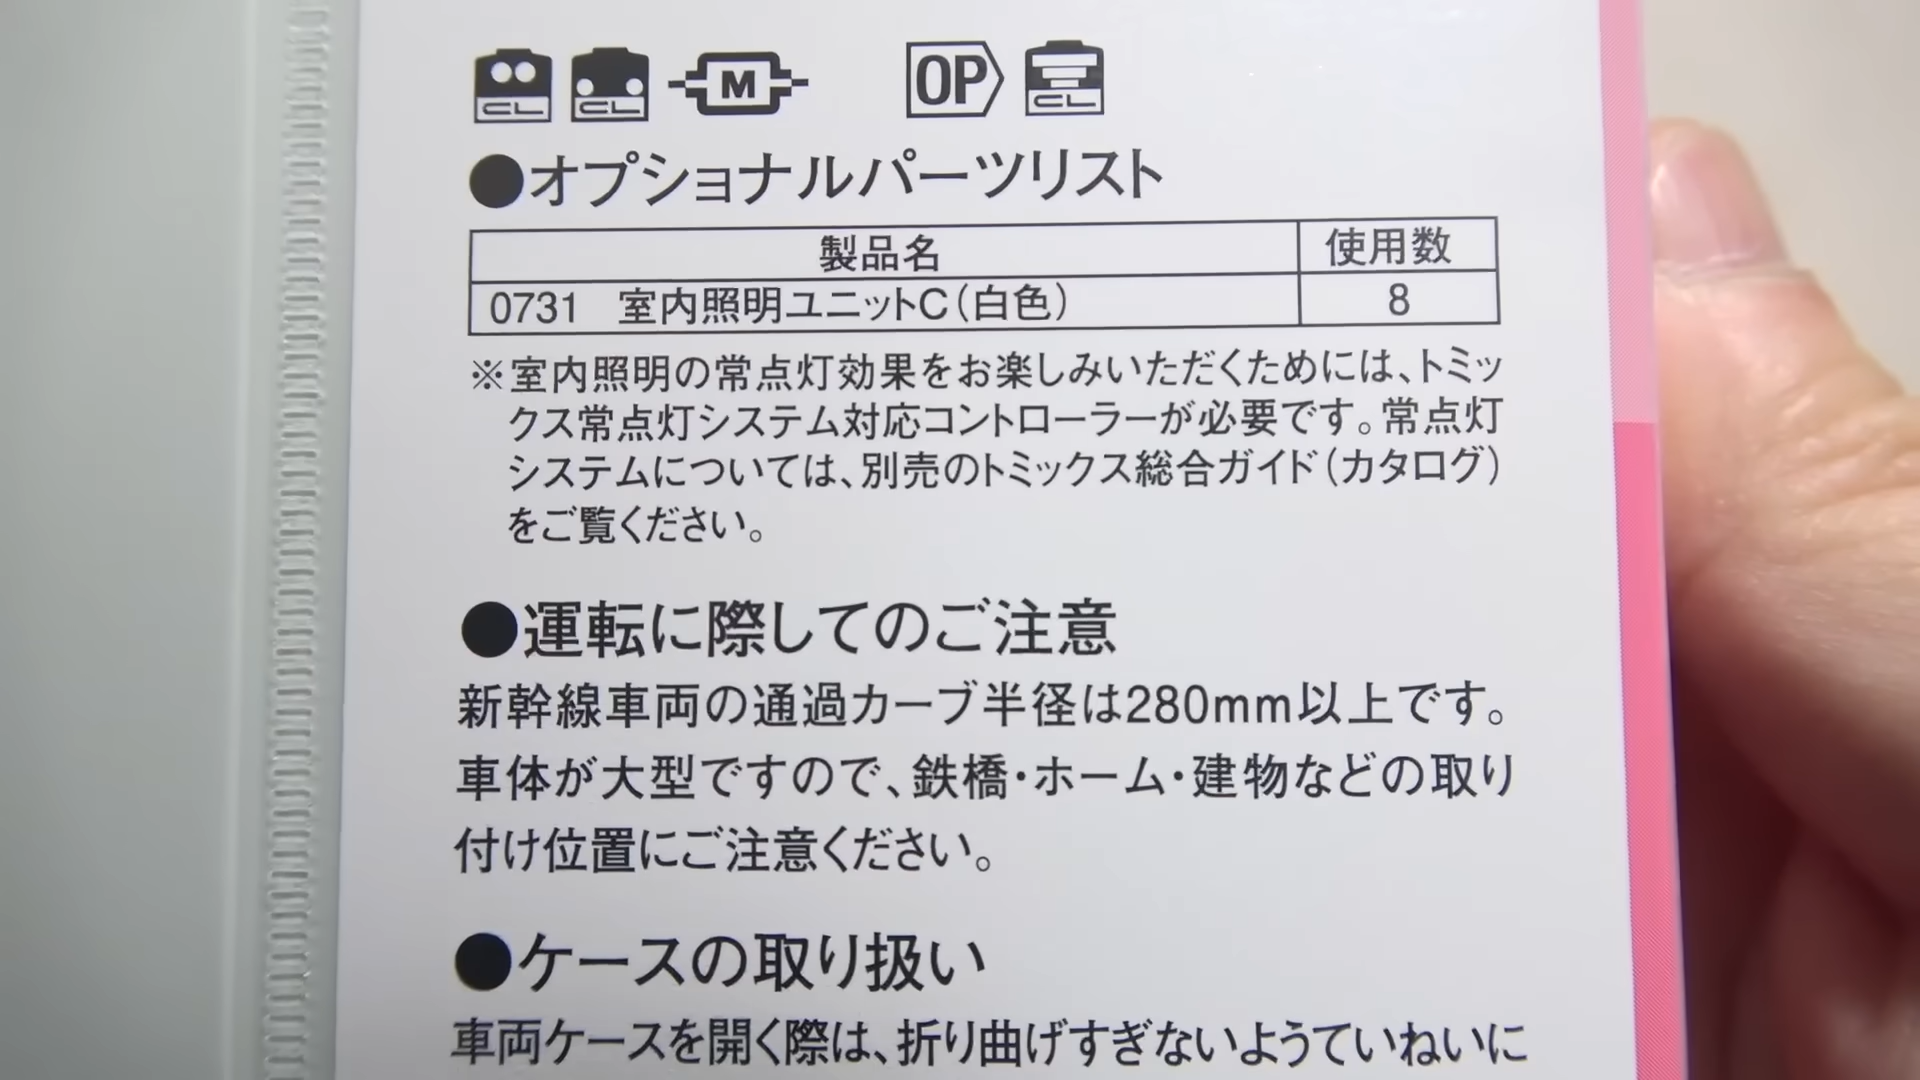 CL CL M OP CL
●オプショナルパーツリスト
製品名 使用数
0731 室内照明ユニットC(白色) 8
※室内照明の常点灯効果をお楽しみいただくためには、トミッ
クス常点灯システム対応コントローラーが必要です。常点灯
システムについては、別売のトミックス総合ガイド(カタログ)
をご覧ください。
●運転に際してのご注意
新幹線車両の通過カーブ半径は280mm以上です。
車体が大型ですので、鉄橋・ホーム・建物などの取り
付け位置にご注意ください。
●ケースの取り扱い
車両ケースを開く際は、折り曲げすぎないようていねいに